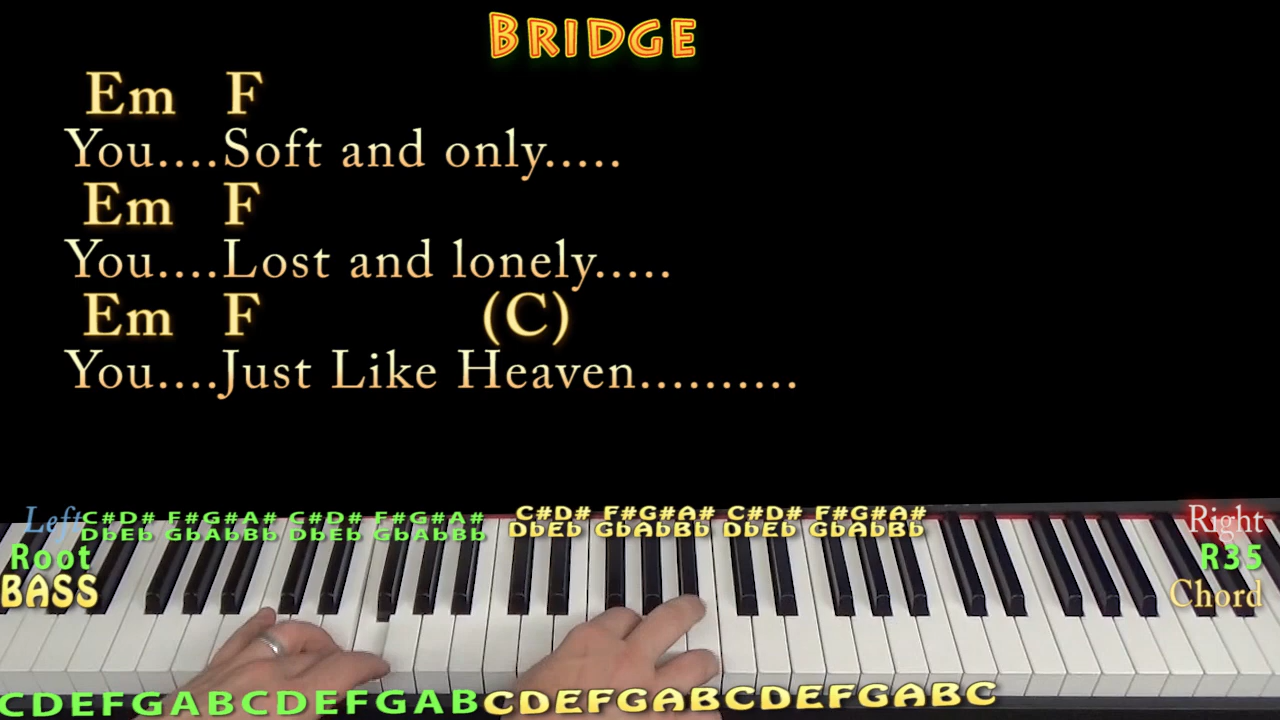 BRIDGE
Em F
You....Soft and only.....
Em F
You....Lost and lonely.....
Em F (C)
You....Just Like Heaven..........
Left C#D# F#G#A# C#D# F#G#A# C#D# F#G#A# C#D# F#G#A# Right
DbEb GbAbBb DbEb GbAbBb DbEb GbAbBb DbEb GbAbBb
Root R35
BASS Chord
CDEFGABCDEFGABCDEFGABCDEFGABC